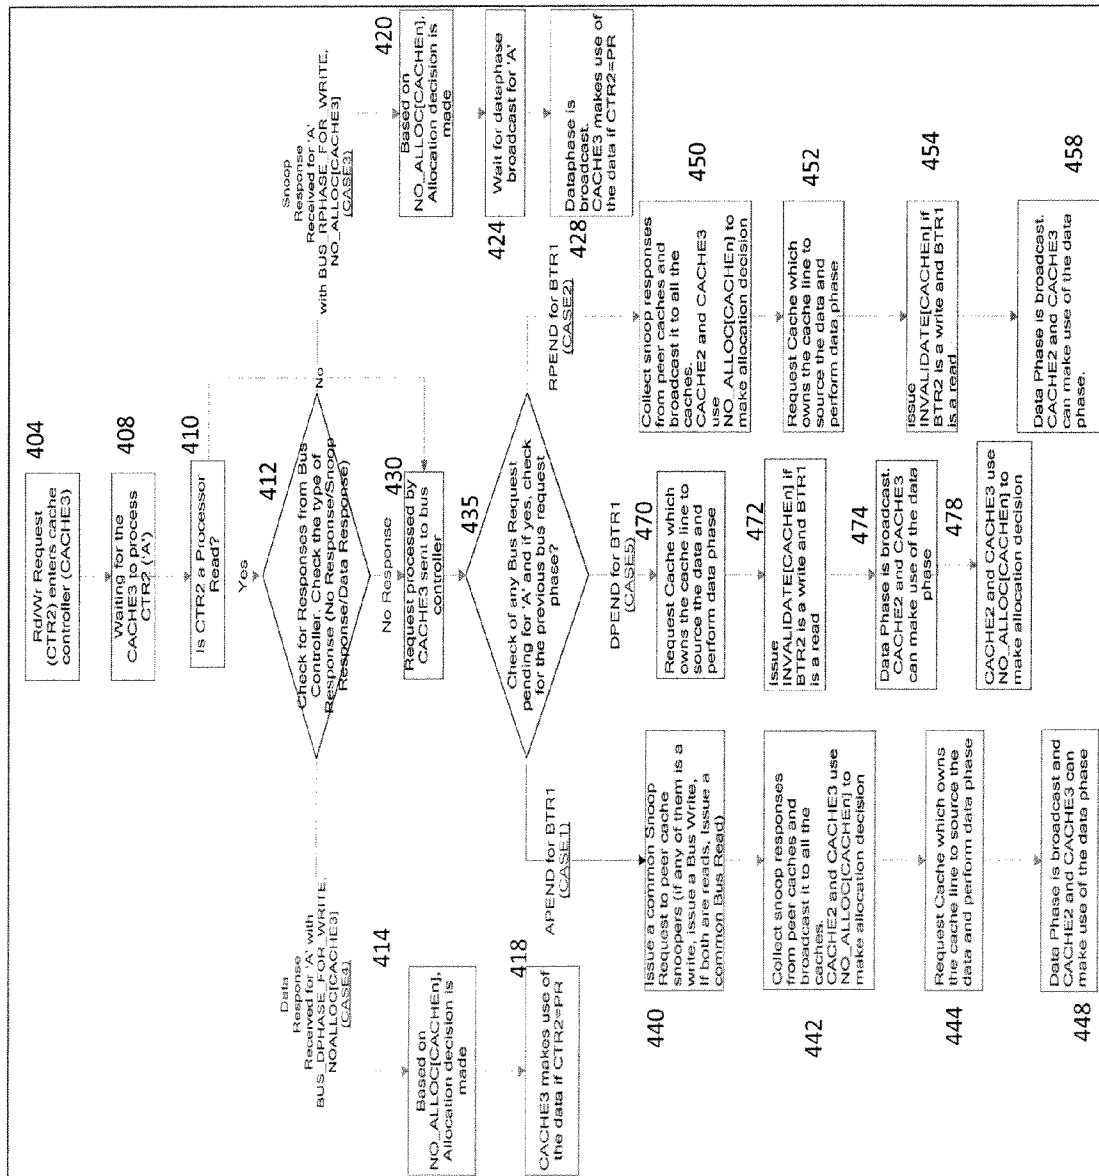 404
Rd/Wr Request
(CTR2) enters cache
controller (CACHE3)
408
Waiting for the
CACHE3 to process
CTR2 ('A')
410
Is CTR2 a Processor
Read?
Yes
No
412
Check for Responses from Bus
Controller. Check the type of
Response (No Response/Snoop
Response/Data Response)
Data
Response
Received for 'A' with
BUS_DPHASE_FOR_WRITE,
NOALLOC[CACHE3]
(CASE4)
414
Based on
NO_ALLOC[CACHEn],
Allocation decision is
made
418
CACHE3 makes use of
the data if CTR2=PR
Snoop
Response
Received for 'A'
with BUS_RPHASE_FOR_WRITE,
NO_ALLOC[CACHE3]
(CASE3)
420
Based on
NO_ALLOC[CACHEn],
Allocation decision is
made
424
Wait for dataphase
broadcast for 'A'
428
Dataphase is
broadcast.
CACHE3 makes use of
the data if CTR2=PR
No Response
430
Request processed by
CACHE3 sent to bus
controller
435
Check of any Bus Request
pending for 'A' and if yes, check
for the previous bus request
phase?
APEND for BTR1
(CASE1)
440
Issue a common Snoop
Request to peer cache
snoopers (if any of them is a
write, issue a Bus Write,
If both are reads, Issue a
common Bus Read)
442
Collect snoop responses
from peer caches and
broadcast it to all the
caches.
CACHE2 and CACHE3 use
NO_ALLOC[CACHEn] to
make allocation decision
444
Request Cache which owns
the cache line to source the
data and perform data phase
448
Data Phase is broadcast and
CACHE2 and CACHE3 can
make use of the data phase
DPEND for BTR1
(CASE5)
470
Request Cache which
owns the cache line to
source the data and
perform data phase
472
Issue
INVALIDATE[CACHEn] if
BTR2 is a write and BTR1
is a read
474
Data Phase is broadcast.
CACHE2 and CACHE3
can make use of the data
phase
478
CACHE2 and CACHE3 use
NO_ALLOC[CACHEn] to
make allocation decision
RPEND for BTR1
(CASE2)
450
Collect snoop responses
from peer caches and
broadcast it to all the
caches.
CACHE2 and CACHE3
use
NO_ALLOC[CACHEn] to
make allocation decision
452
Request Cache which
owns the cache line to
source the data and
perform data phase
454
issue
INVALIDATE[CACHEn] if
BTR2 is a write and BTR1
is a read
458
Data Phase is broadcast.
CACHE2 and CACHE3
can make use of the data
phase.